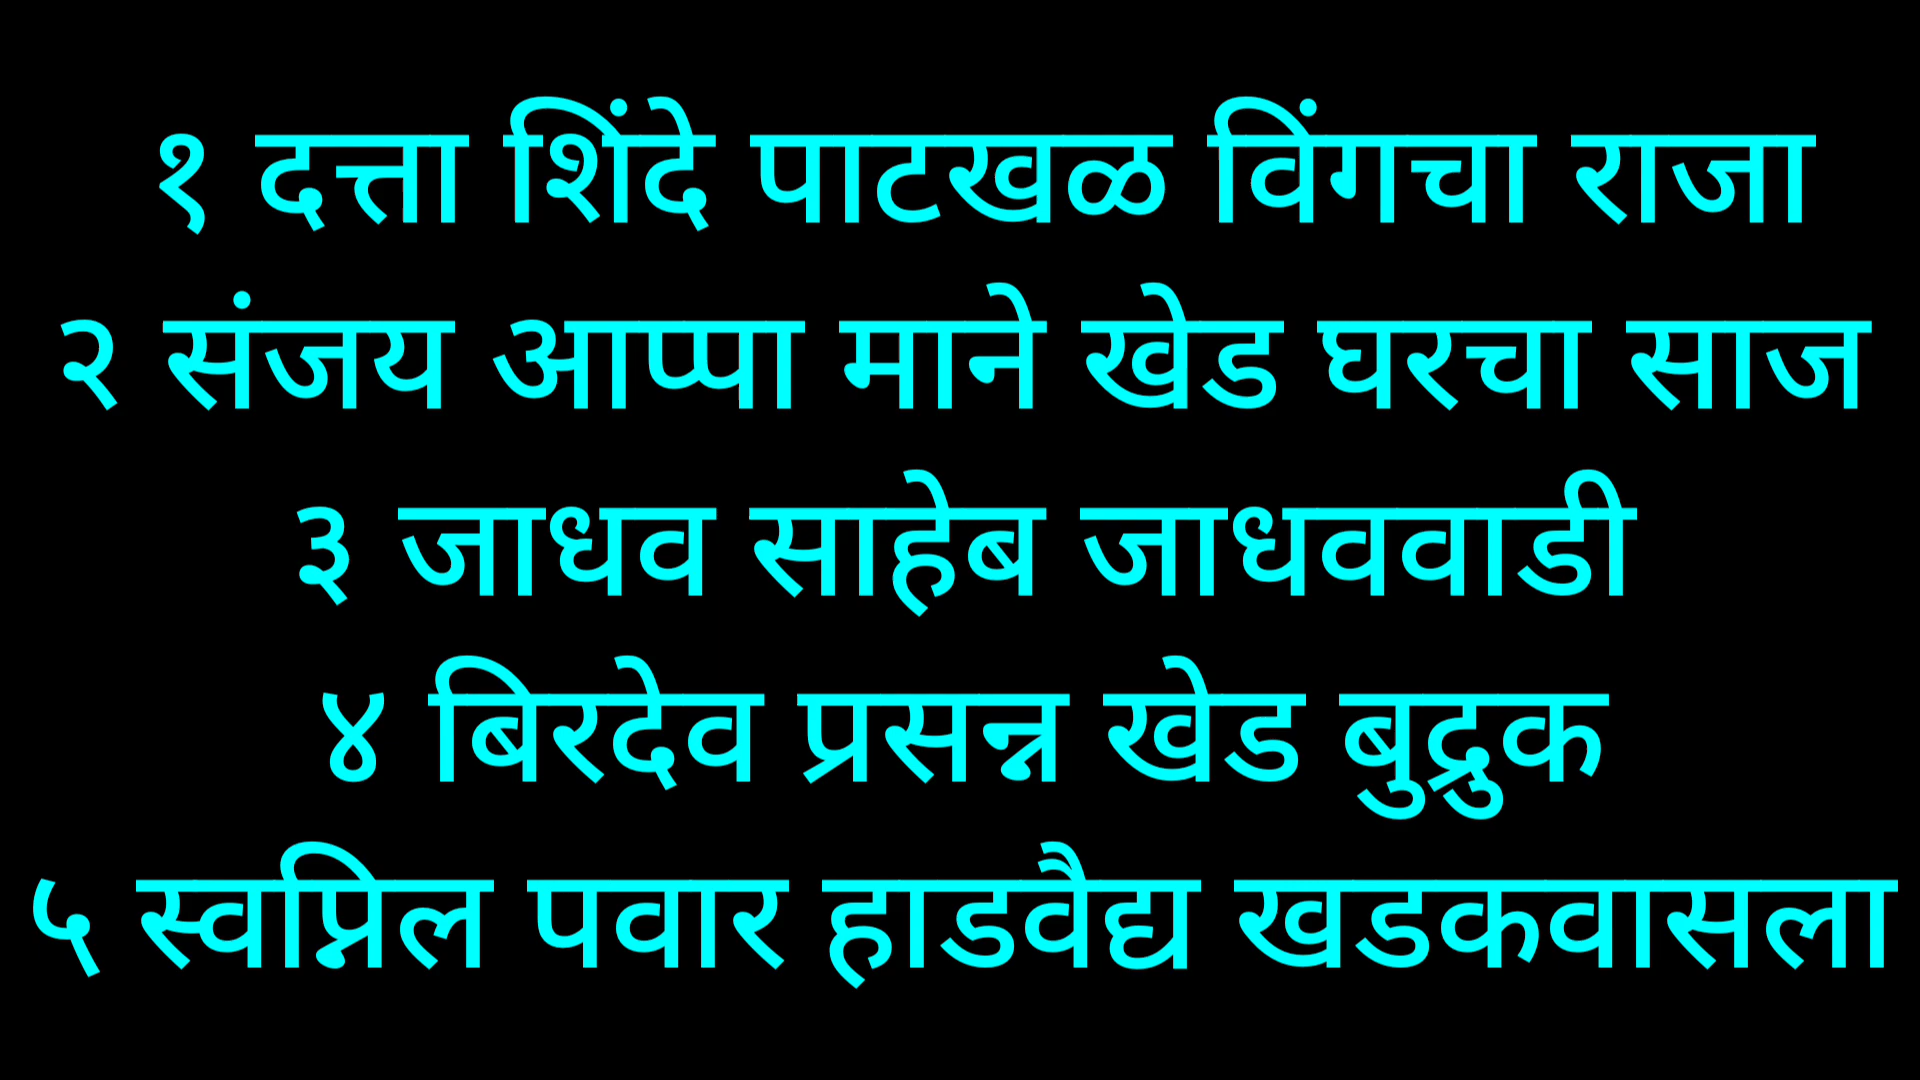 १ दत्ता शिंदे पाटखळ विंगचा राजा
२ संजय आप्पा माने खेड घरचा साज
३ जाधव साहेब जाधववाडी
४ बिरदेव प्रसन्न खेड बुद्रुक
५ स्वप्निल पवार हाडवैद्य खडकवासला